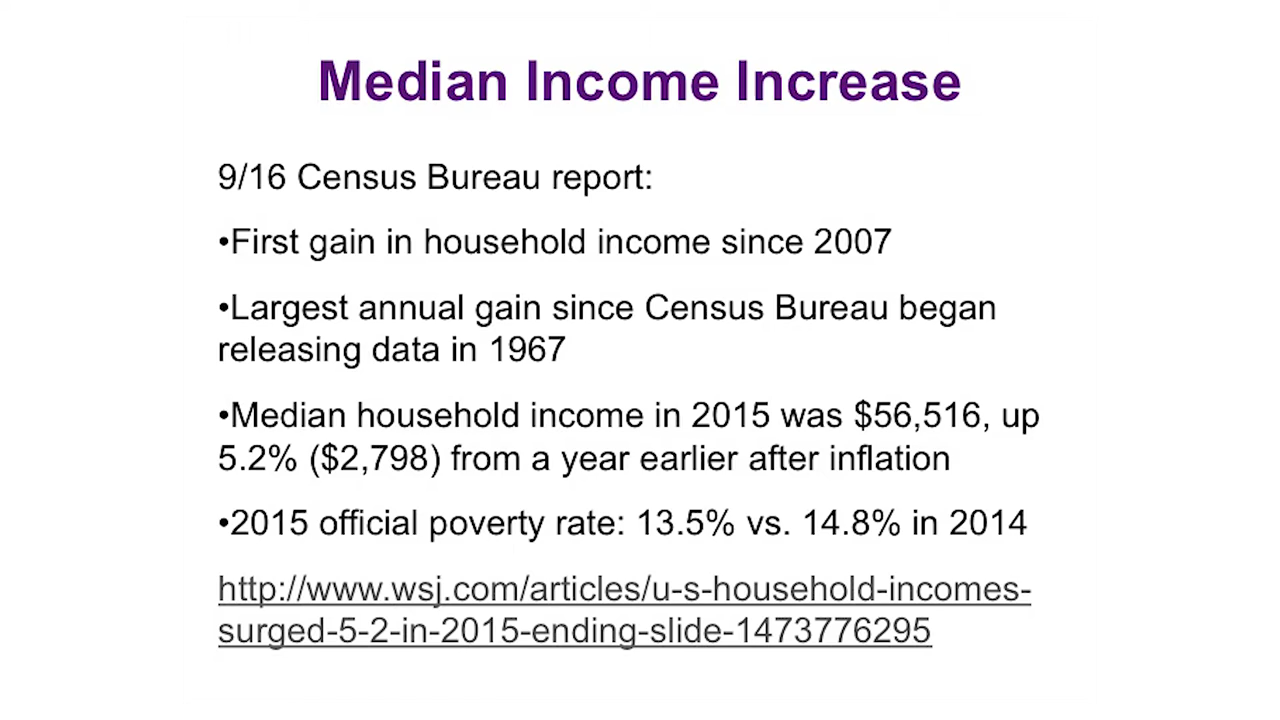 Median Income Increase
9/16 Census Bureau report:
•First gain in household income since 2007
•Largest annual gain since Census Bureau began
releasing data in 1967
•Median household income in 2015 was $56,516, up
5.2% ($2,798) from a year earlier after inflation
•2015 official poverty rate: 13.5% vs. 14.8% in 2014
http://www.wsj.com/articles/u-s-household-incomes-
surged-5-2-in-2015-ending-slide-1473776295